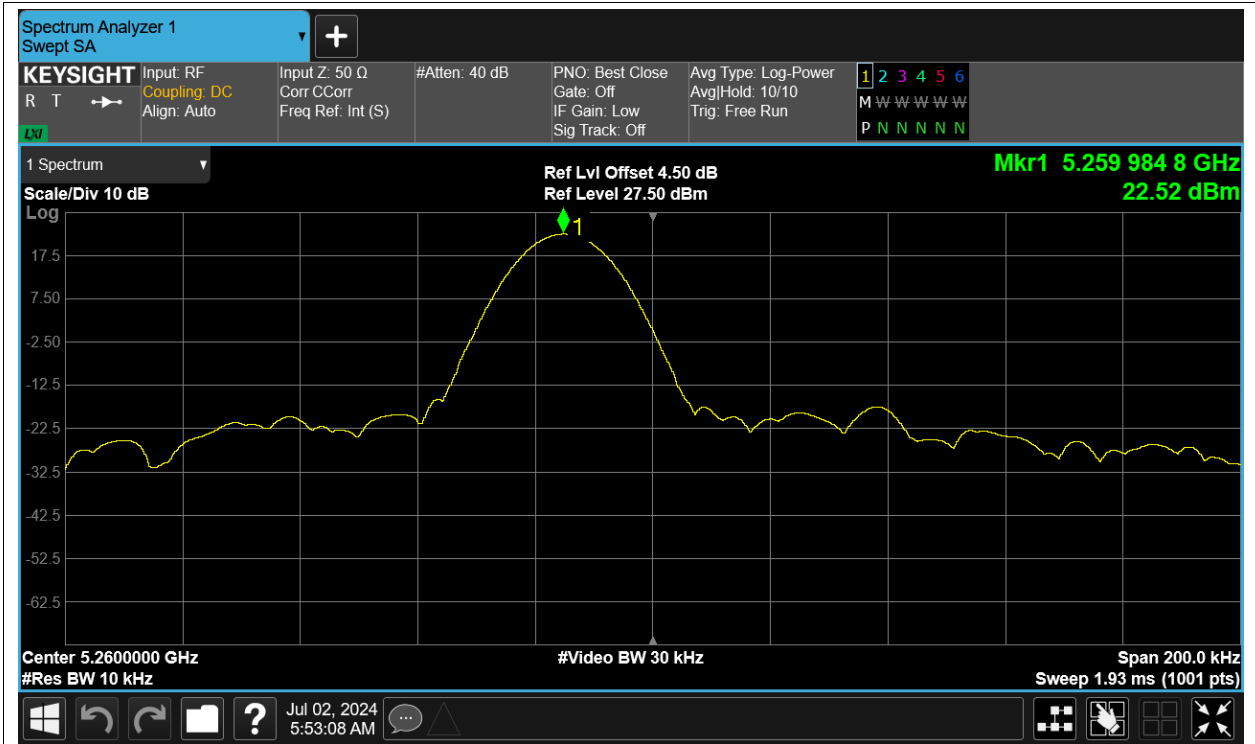 Spectrum Analyzer 1
Swept SA
KEYSIGHT
R T
LXI
Input: RF
Coupling: DC
Align: Auto
Input Z: 50 Ω
Corr CCorr
Freq Ref: Int (S)
#Atten: 40 dB
PNO: Best Close
Gate: Off
IF Gain: Low
Sig Track: Off
Avg Type: Log-Power
Avg|Hold: 10/10
Trig: Free Run
1 2 3 4 5 6
M W W W W W
P N N N N N
1 Spectrum
Scale/Div 10 dB
Ref Lvl Offset 4.50 dB
Ref Level 27.50 dBm
Mkr1 5.259 984 8 GHz
22.52 dBm
Log
1
17.5
7.50
-2.50
-12.5
-22.5
-32.5
-42.5
-52.5
-62.5
Center 5.2600000 GHz
#Res BW 10 kHz
#Video BW 30 kHz
Span 200.0 kHz
Sweep 1.93 ms (1001 pts)
?
Jul 02, 2024
5:53:08 AM